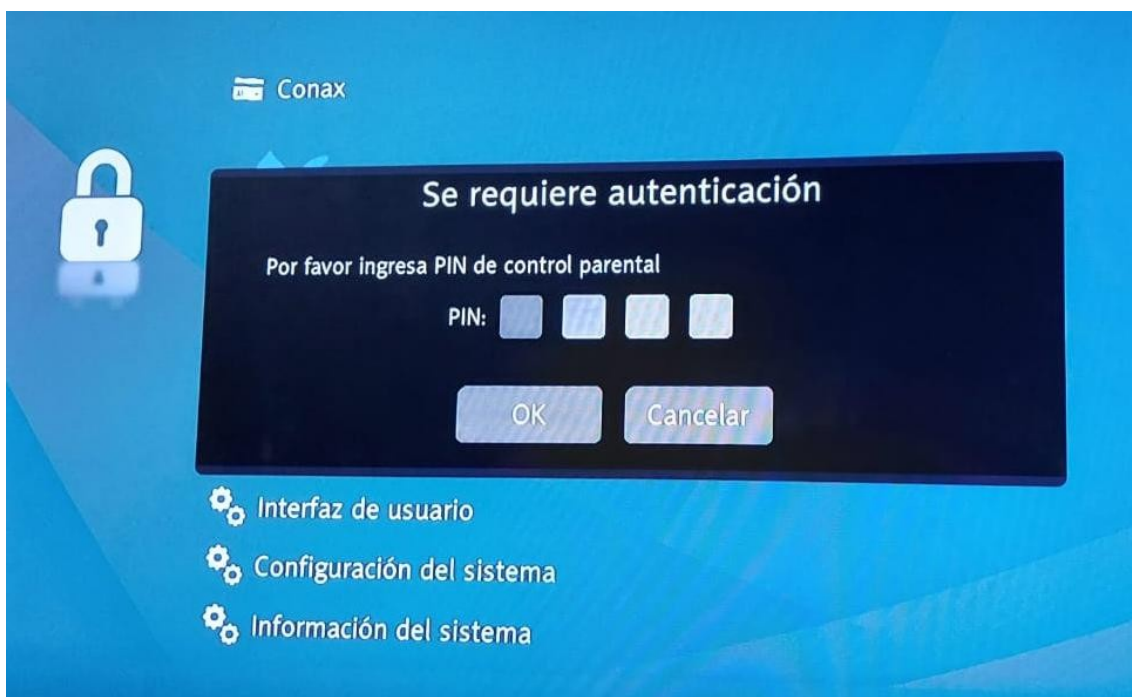 Conax
Se requiere autenticación
Por favor ingresa PIN de control parental
PIN:
OK
Cancelar
Interfaz de usuario
Configuración del sistema
Información del sistema